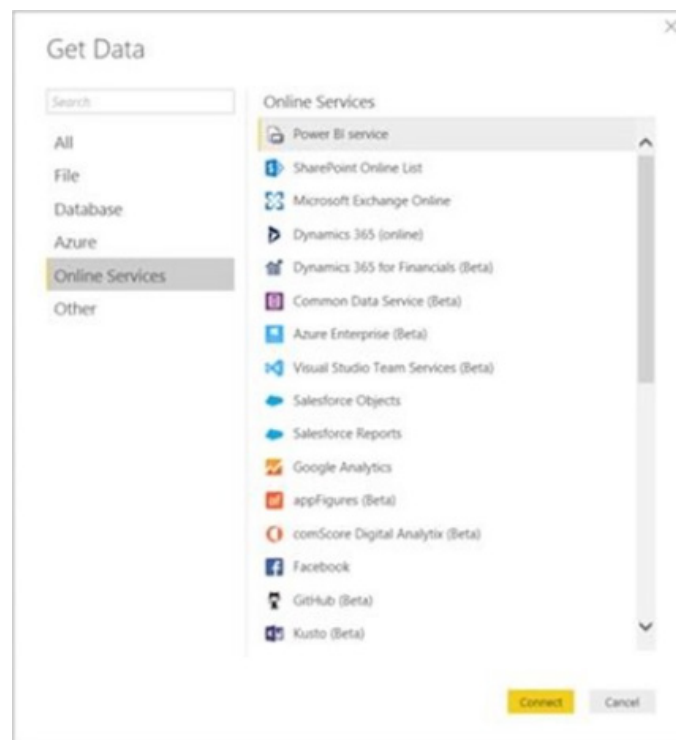 Get Data
Search
All
File
Database
Azure
Online Services
Other
Online Services
Power BI service
SharePoint Online List
Microsoft Exchange Online
Dynamics 365 (online)
Dynamics 365 for Financials (Beta)
Common Data Service (Beta)
Azure Enterprise (Beta)
Visual Studio Team Services (Beta)
Salesforce Objects
Salesforce Reports
Google Analytics
appFigures (Beta)
comScore Digital Analytix (Beta)
Facebook
GitHub (Beta)
Kusto (Beta)
Connect
Cancel